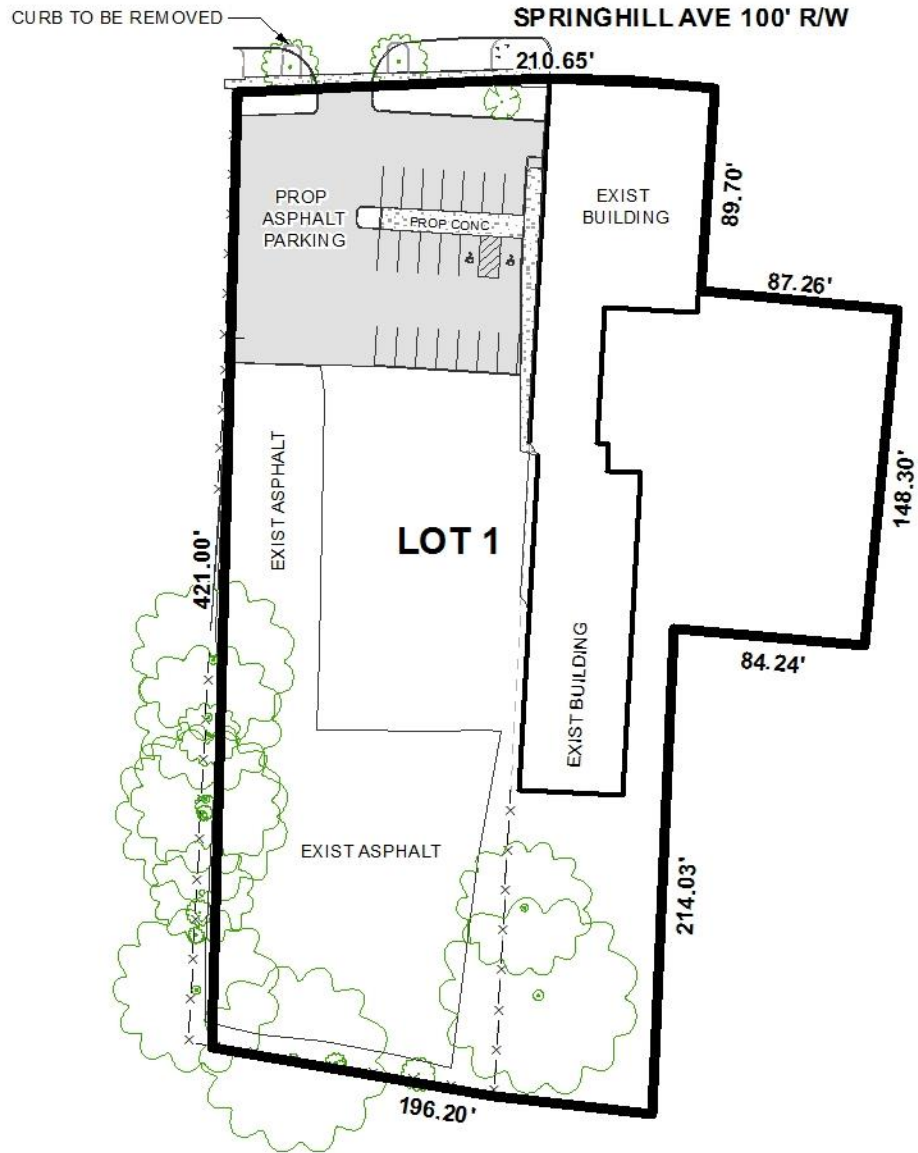 CURB TO BE REMOVED
SPRINGHILL AVE 100' R/W
210.65'
PROP
ASPHALT
PARKING
PROP CONC
EXIST
BUILDING
89.70'
87.26'
EXIST ASPHALT
LOT 1
148.30'
421.00'
EXIST BUILDING
84.24'
EXIST ASPHALT
214.03'
196.20'